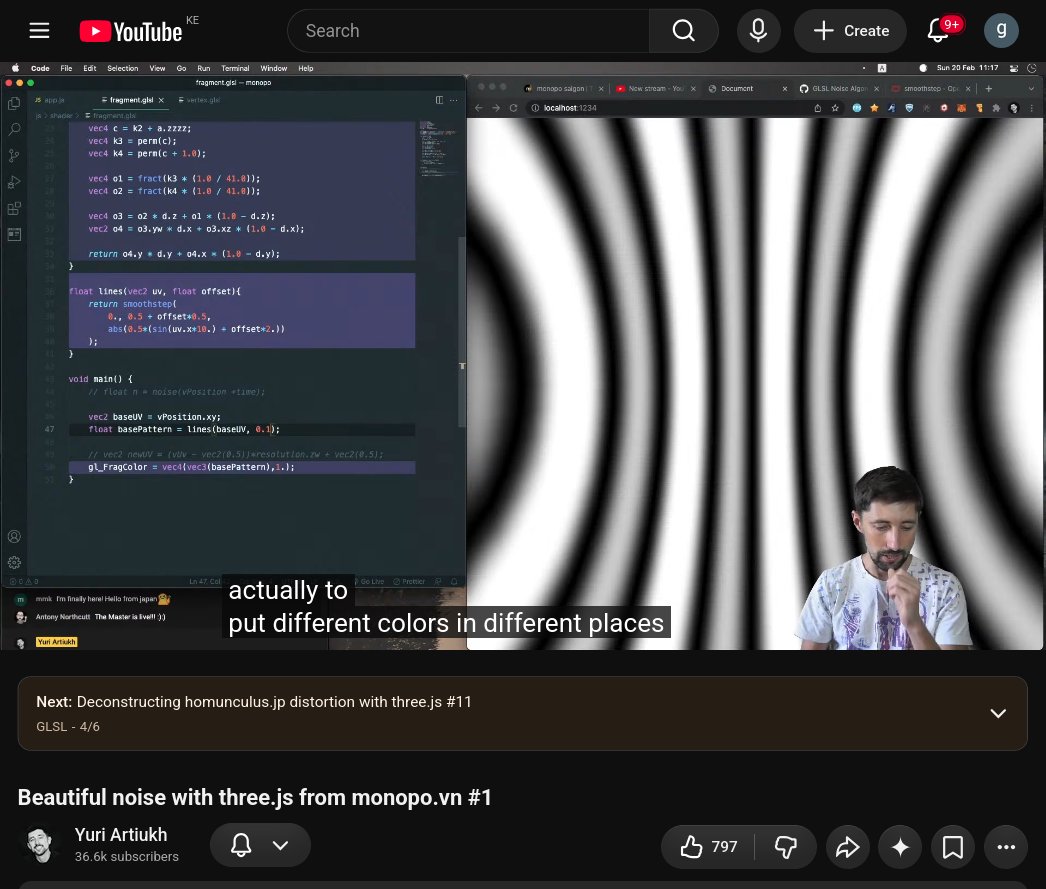 YouTube KE
Search
Create
9+
g
Code File Edit Selection View Go Run Terminal Window Help
A
Sun 20 Feb 11:17
fragment.glsl — monopo
JS app.js
fragment.glsl ×
vertex.glsl
js > shader > fragment.glsl
vec4 c = k2 + a.zzzz;
vec4 k3 = perm(c);
vec4 k4 = perm(c + 1.0);
vec4 o1 = fract(k3 * (1.0 / 41.0));
vec4 o2 = fract(k4 * (1.0 / 41.0));
vec4 o3 = o2 * d.z + o1 * (1.0 - d.z);
vec2 o4 = o3.yw * d.x + o3.xz * (1.0 - d.x);
return o4.y * d.y + o4.x * (1.0 - d.y);
}
float lines(vec2 uv, float offset){
return smoothstep(
0., 0.5 + offset*0.5,
abs(0.5*(sin(uv.x*10.) + offset*2.))
);
}
void main() {
// float n = noise(vPosition +time);
vec2 baseUV = vPosition.xy;
47 float basePattern = lines(baseUV, 0.1);
// vec2 newUV = (vUv - vec2(0.5))*resolution.zw + vec2(0.5);
gl_FragColor = vec4(vec3(basePattern),1.);
}
Go Live
Prettier
monopo saigon |
New stream - You
Document
GLSL Noise Algor
smoothstep - Ope
localhost:1234
mmk I'm finally here! Hello from japan
Antony Northcutt The Master is live!!! :):)
Yuri Artiukh
actually to
put different colors in different places
Next: Deconstructing homunculus.jp distortion with three.js #11
GLSL - 4/6
Beautiful noise with three.js from monopo.vn #1
Yuri Artiukh
36.6k subscribers
797